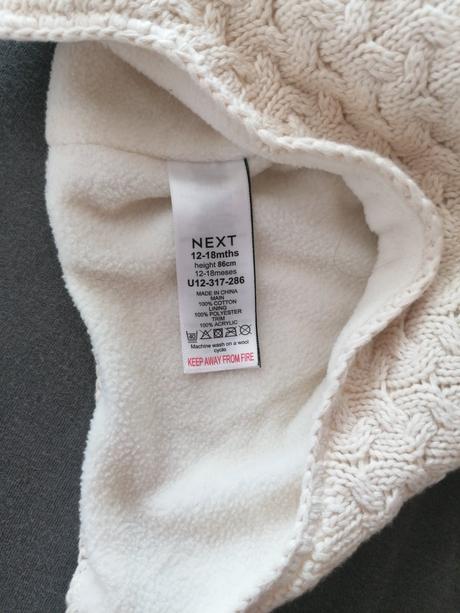 NEXT
12-18mths
height 86cm
12-18meses
U12-317-286
MADE IN CHINA
MAIN
100% COTTON
LINING
100% POLYESTER
TRIM
100% ACRYLIC
Machine wash on a wool
cycle.
KEEP AWAY FROM FIRE